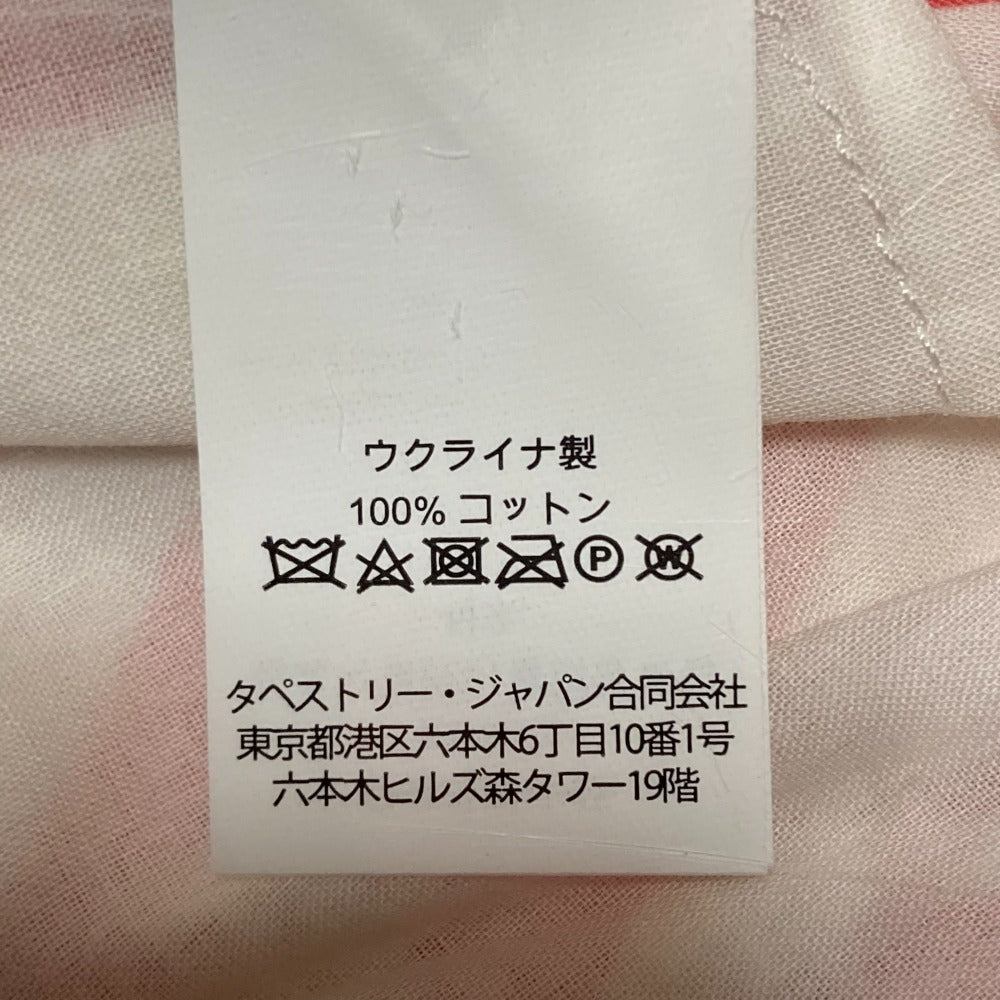 ウクライナ製
100% コットン
P W
タペストリー・ジャパン合同会社
東京都港区六本木6丁目10番1号
六本木ヒルズ森タワー19階